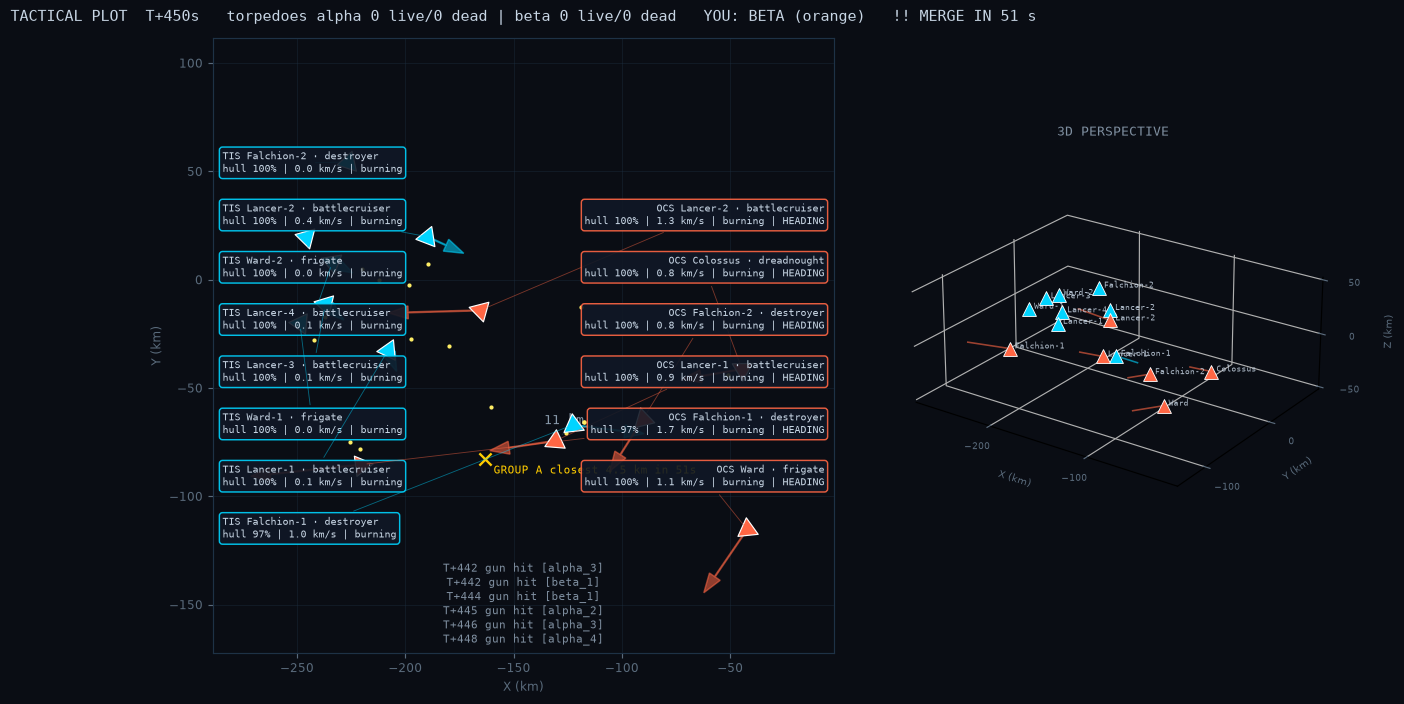 TACTICAL PLOT  T+450s   torpedoes alpha 0 live/0 dead | beta 0 live/0 dead   YOU: BETA (orange)   !! MERGE IN 51 s
3D PERSPECTIVE
TIS Falchion-2 · destroyer
hull 100% | 0.0 km/s | burning
TIS Lancer-2 · battlecruiser
hull 100% | 0.4 km/s | burning
TIS Ward-2 · frigate
hull 100% | 0.0 km/s | burning
TIS Lancer-4 · battlecruiser
hull 100% | 0.1 km/s | burning
TIS Lancer-3 · battlecruiser
hull 100% | 0.1 km/s | burning
TIS Ward-1 · frigate
hull 100% | 0.0 km/s | burning
TIS Lancer-1 · battlecruiser
hull 100% | 0.1 km/s | burning
TIS Falchion-1 · destroyer
hull 97% | 1.0 km/s | burning
OCS Lancer-2 · battlecruiser
hull 100% | 1.3 km/s | burning | HEADING
OCS Colossus · dreadnought
hull 100% | 0.8 km/s | burning | HEADING
OCS Falchion-2 · destroyer
hull 100% | 0.8 km/s | burning | HEADING
OCS Lancer-1 · battlecruiser
hull 100% | 0.9 km/s | burning | HEADING
OCS Falchion-1 · destroyer
hull 97% | 1.7 km/s | burning | HEADING
OCS Ward · frigate
hull 100% | 1.1 km/s | burning | HEADING
11
GROUP A closest 4.5 km in 51s
T+442 gun hit [alpha_3]
T+442 gun hit [beta_1]
T+444 gun hit [beta_1]
T+445 gun hit [alpha_2]
T+446 gun hit [alpha_3]
T+448 gun hit [alpha_4]
100
50
0
−50
−100
−150
Y (km)
−250
−200
−150
−100
−50
X (km)
Falchion-2
Ward-2
Lancer-2
Lancer-2
Falchion-1
Falchion-1
Falchion-2
Colossus
Ward
50
0
−50
Z (km)
−200
−100
X (km)
0
−100
Y (km)